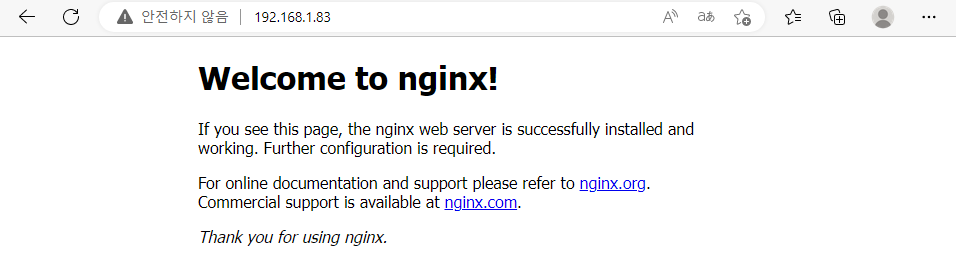 안전하지 않음 | 192.168.1.83
Welcome to nginx!
If you see this page, the nginx web server is successfully installed and
working. Further configuration is required.
For online documentation and support please refer to nginx.org.
Commercial support is available at nginx.com.
Thank you for using nginx.